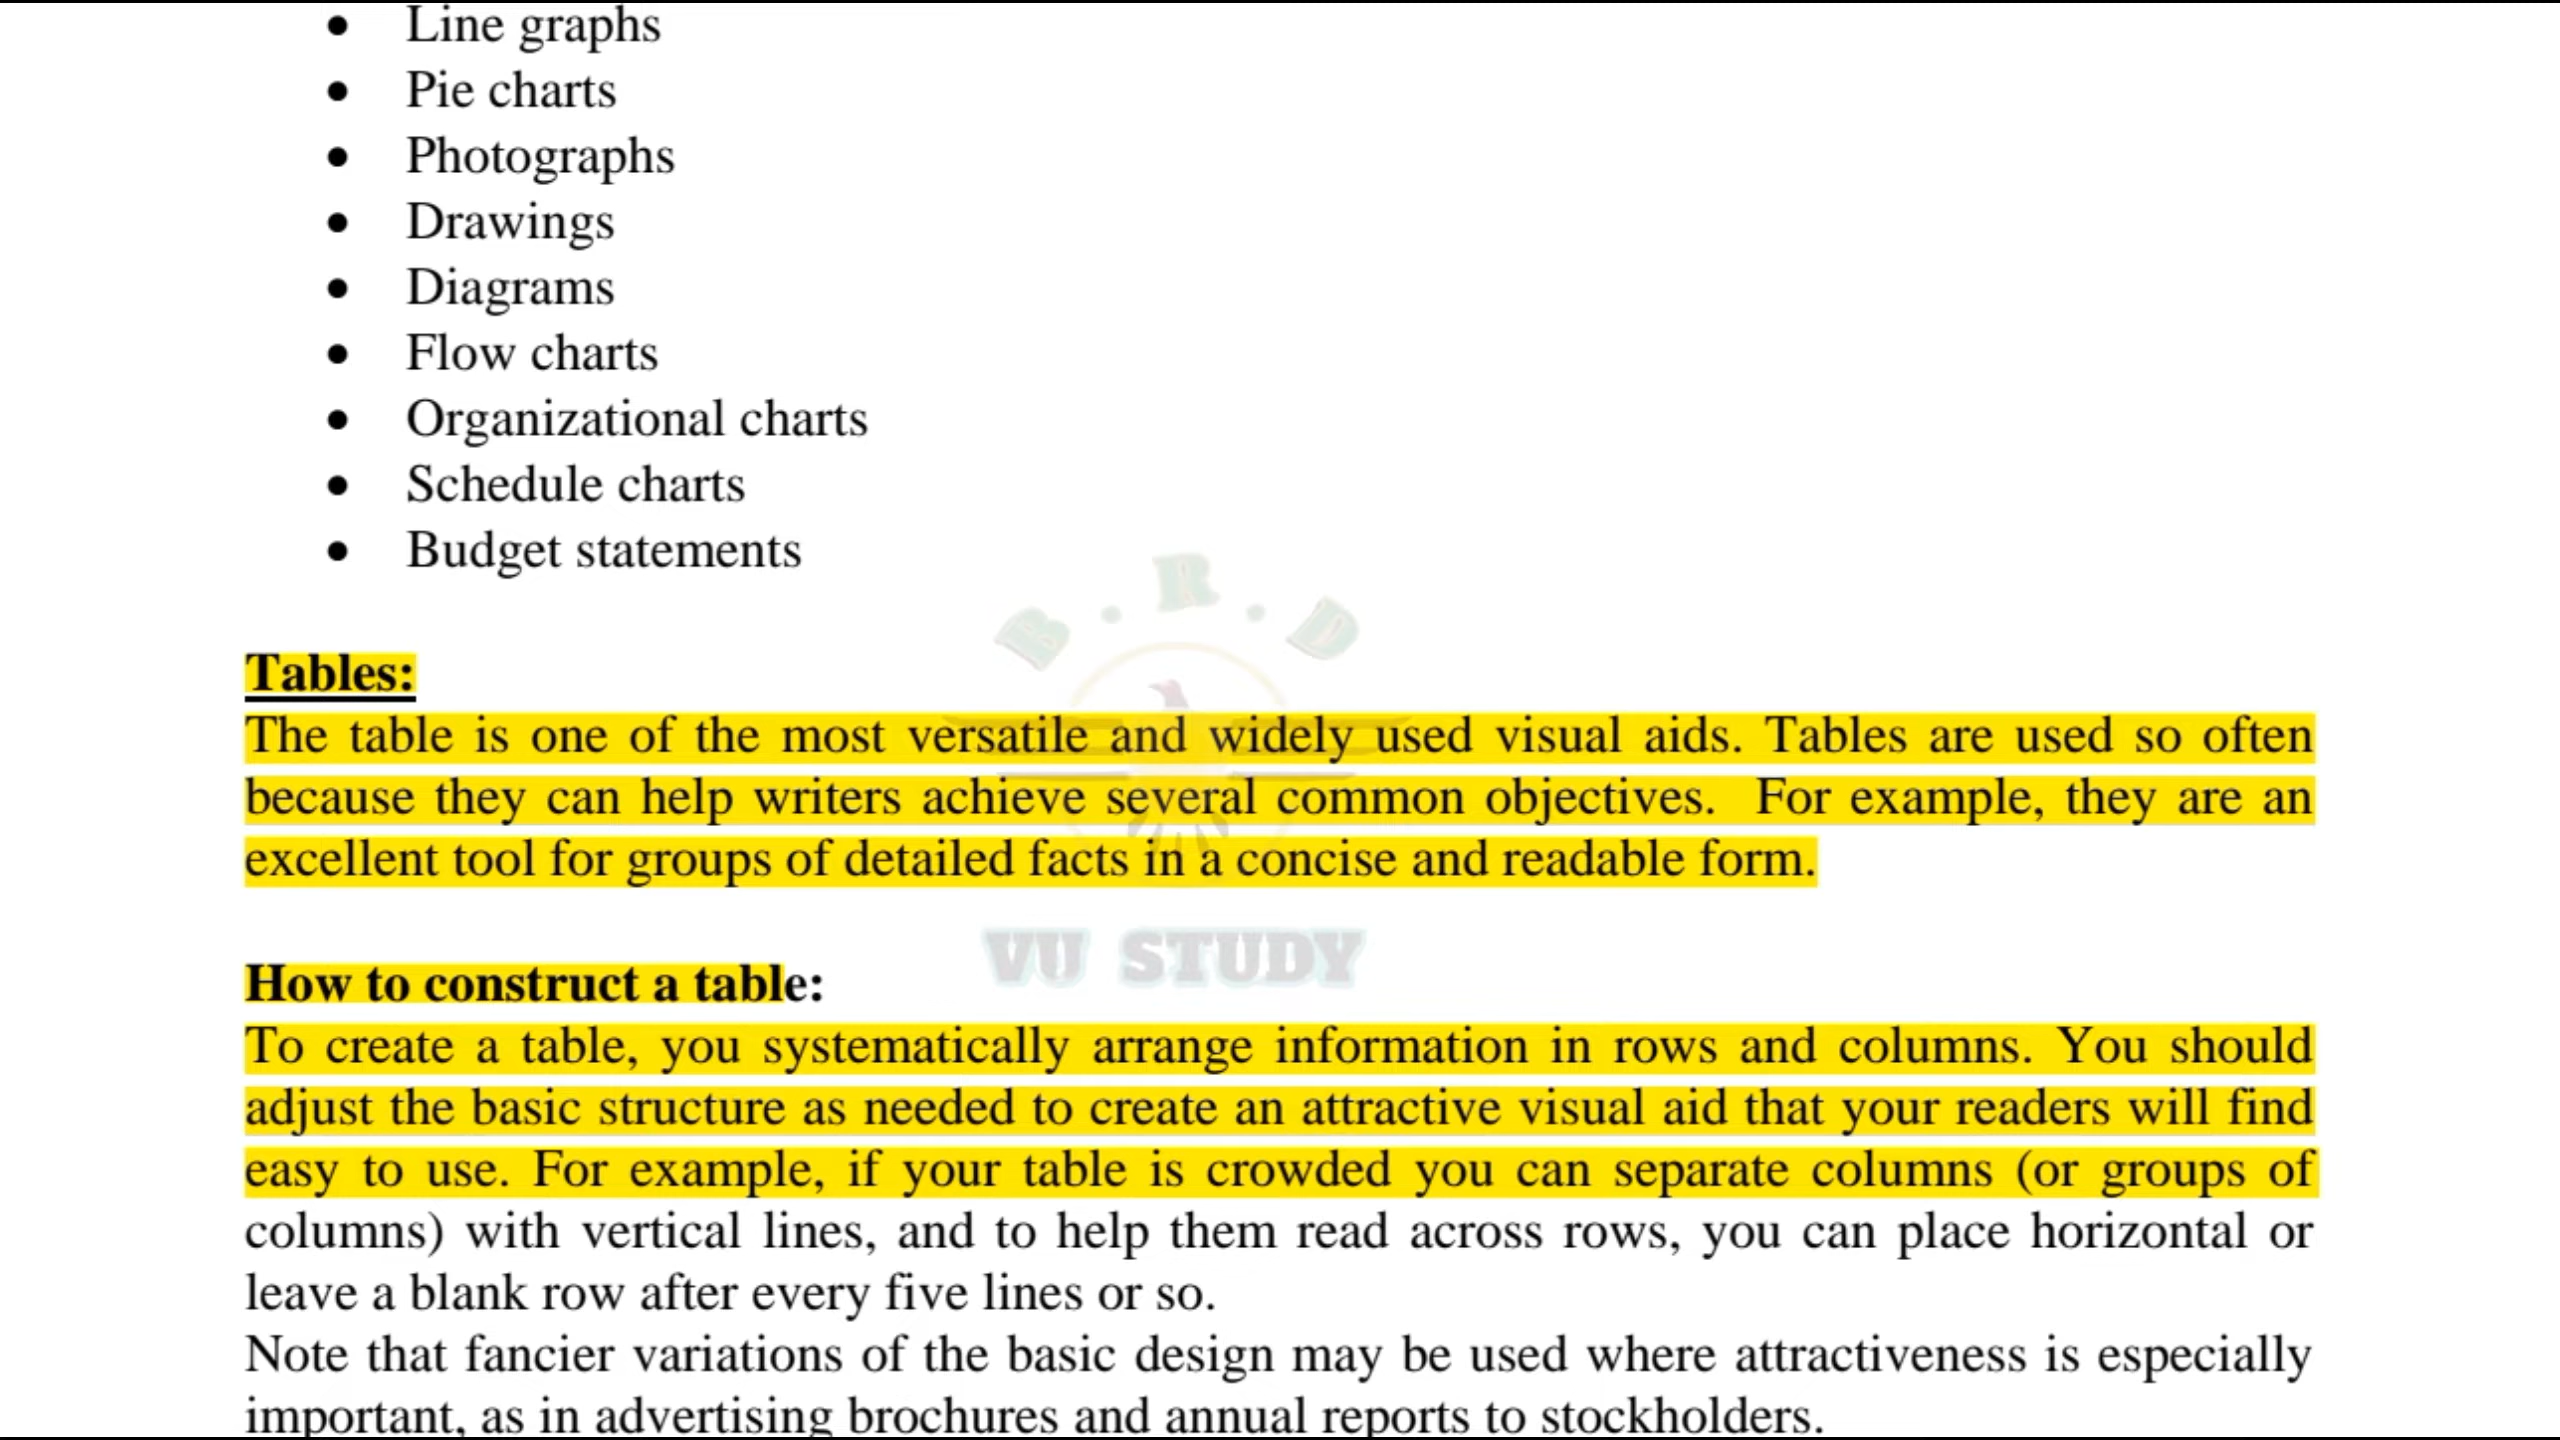 • Line graphs
• Pie charts
• Photographs
• Drawings
• Diagrams
• Flow charts
• Organizational charts
• Schedule charts
• Budget statements
B . R . D
Tables:
The table is one of the most versatile and widely used visual aids. Tables are used so often
because they can help writers achieve several common objectives.  For example, they are an
excellent tool for groups of detailed facts in a concise and readable form.
VU STUDY
How to construct a table:
To create a table, you systematically arrange information in rows and columns. You should
adjust the basic structure as needed to create an attractive visual aid that your readers will find
easy to use. For example, if your table is crowded you can separate columns (or groups of
columns) with vertical lines, and to help them read across rows, you can place horizontal or
leave a blank row after every five lines or so.
Note that fancier variations of the basic design may be used where attractiveness is especially
important, as in advertising brochures and annual reports to stockholders.